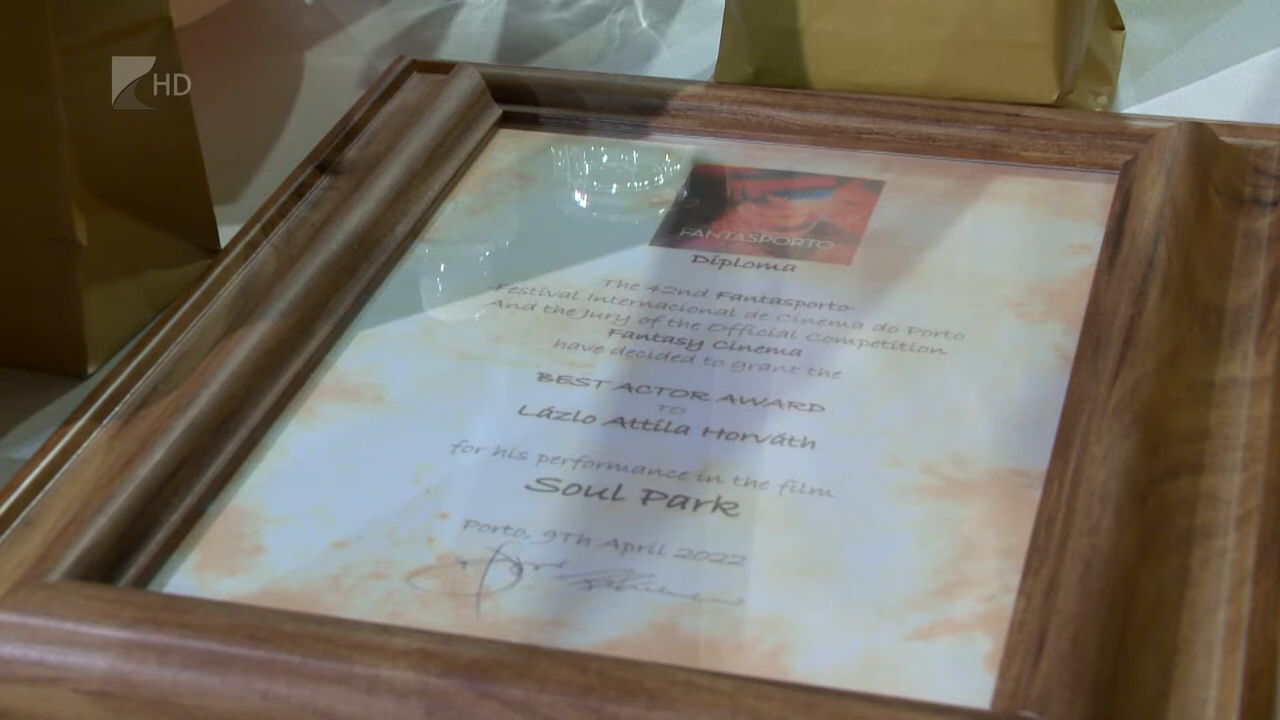 HD
FANTASPORTO
Diploma
The 42nd Fantasporto-
Festival Internacional de Cinema do Porto
And the Jury of the Official Competition
Fantasy Cinema
have decided to grant the
BEST ACTOR AWARD
TO
Lázlo Attila Horváth
for his performance in the film
Soul Park
Porto, 9Th April 2022